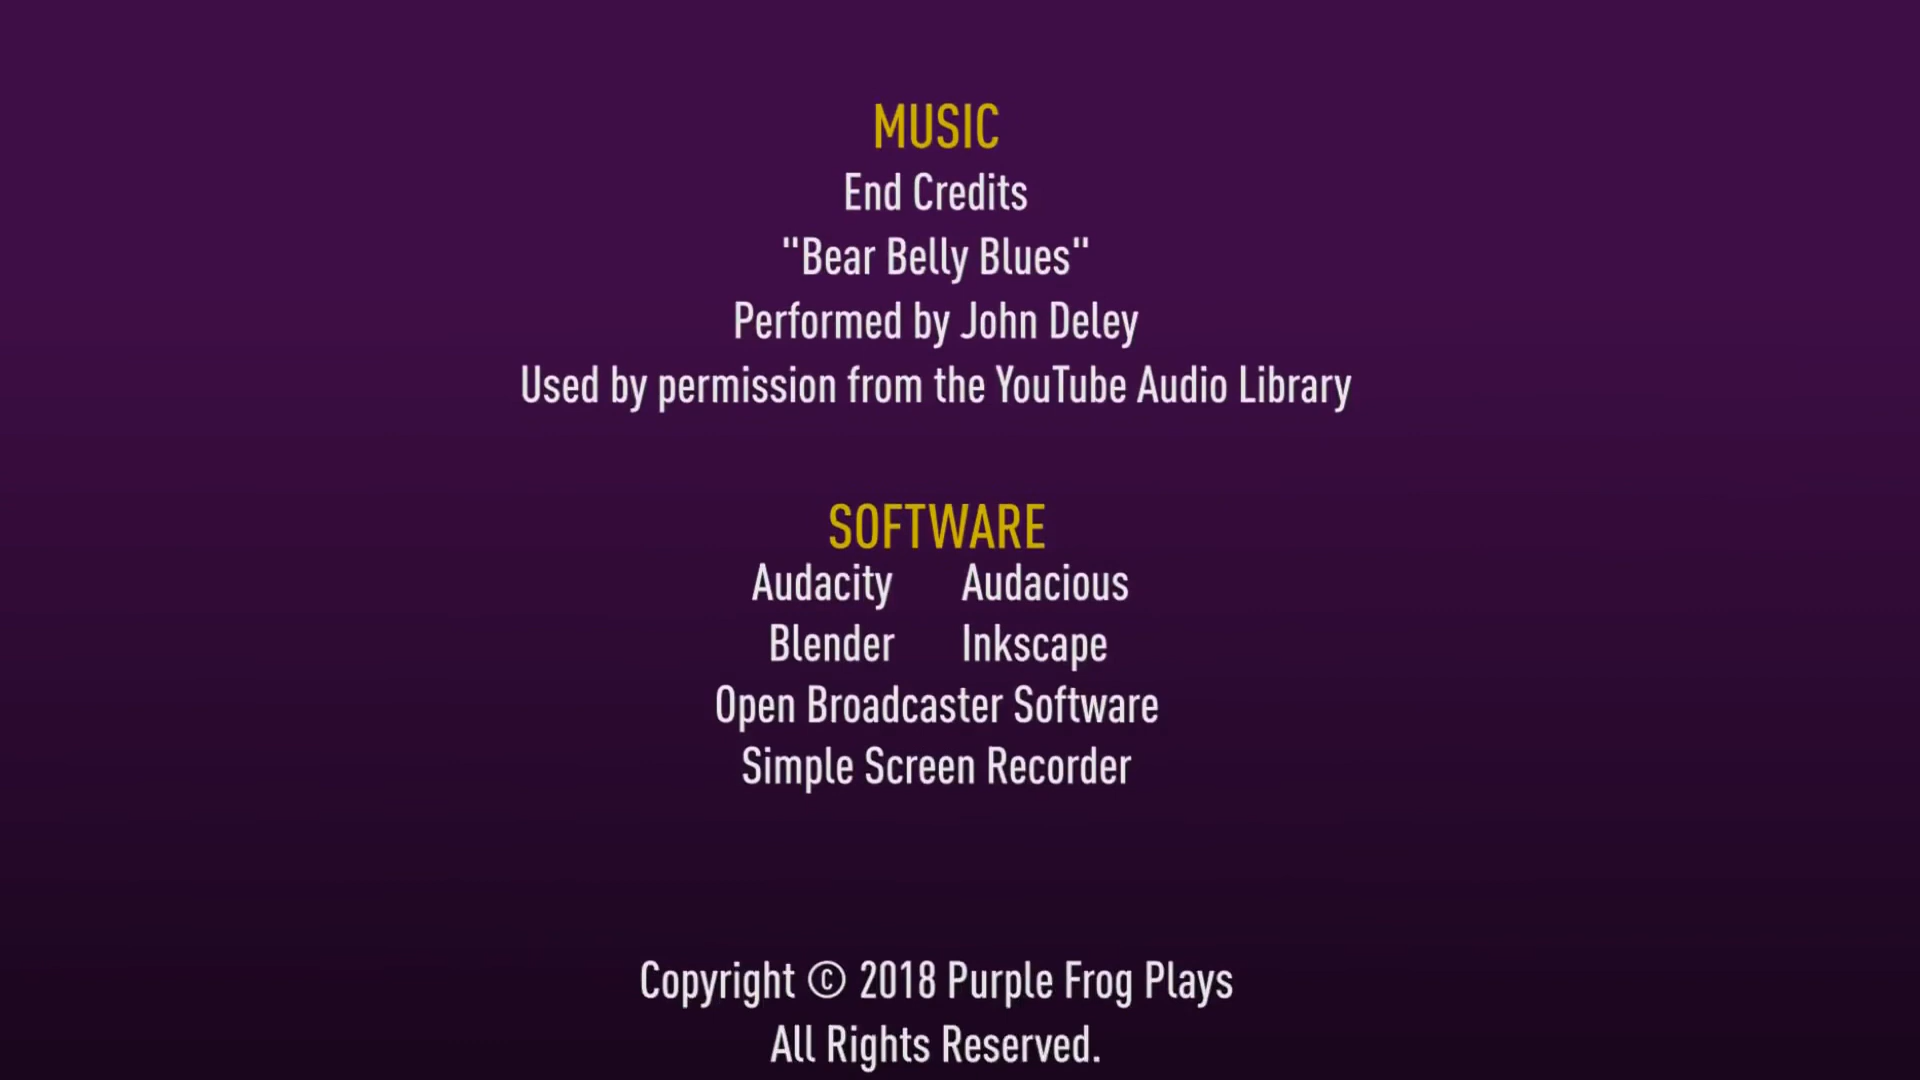 MUSIC
End Credits
"Bear Belly Blues"
Performed by John Deley
Used by permission from the YouTube Audio Library
SOFTWARE
Audacity Audacious
Blender Inkscape
Open Broadcaster Software
Simple Screen Recorder
Copyright © 2018 Purple Frog Plays
All Rights Reserved.